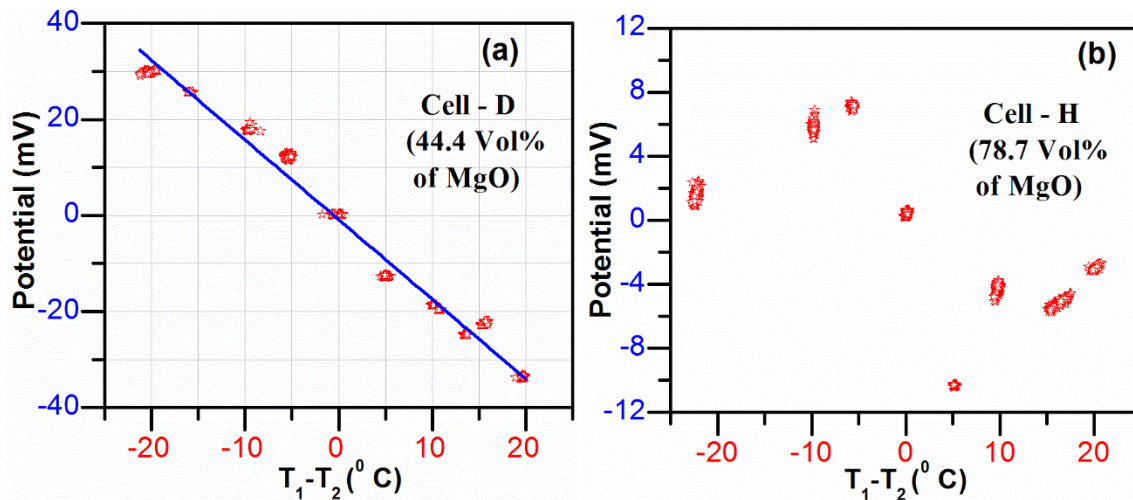 (a)
Cell - D
(44.4 Vol%
of MgO)
Potential (mV)
40
20
0
-20
-40
-20
-10
0
10
20
T1-T2 (0 C)
(b)
Cell - H
(78.7 Vol%
of MgO)
Potential (mV)
12
8
4
0
-4
-8
-12
-20
-10
0
10
20
T1-T2 (0 C)